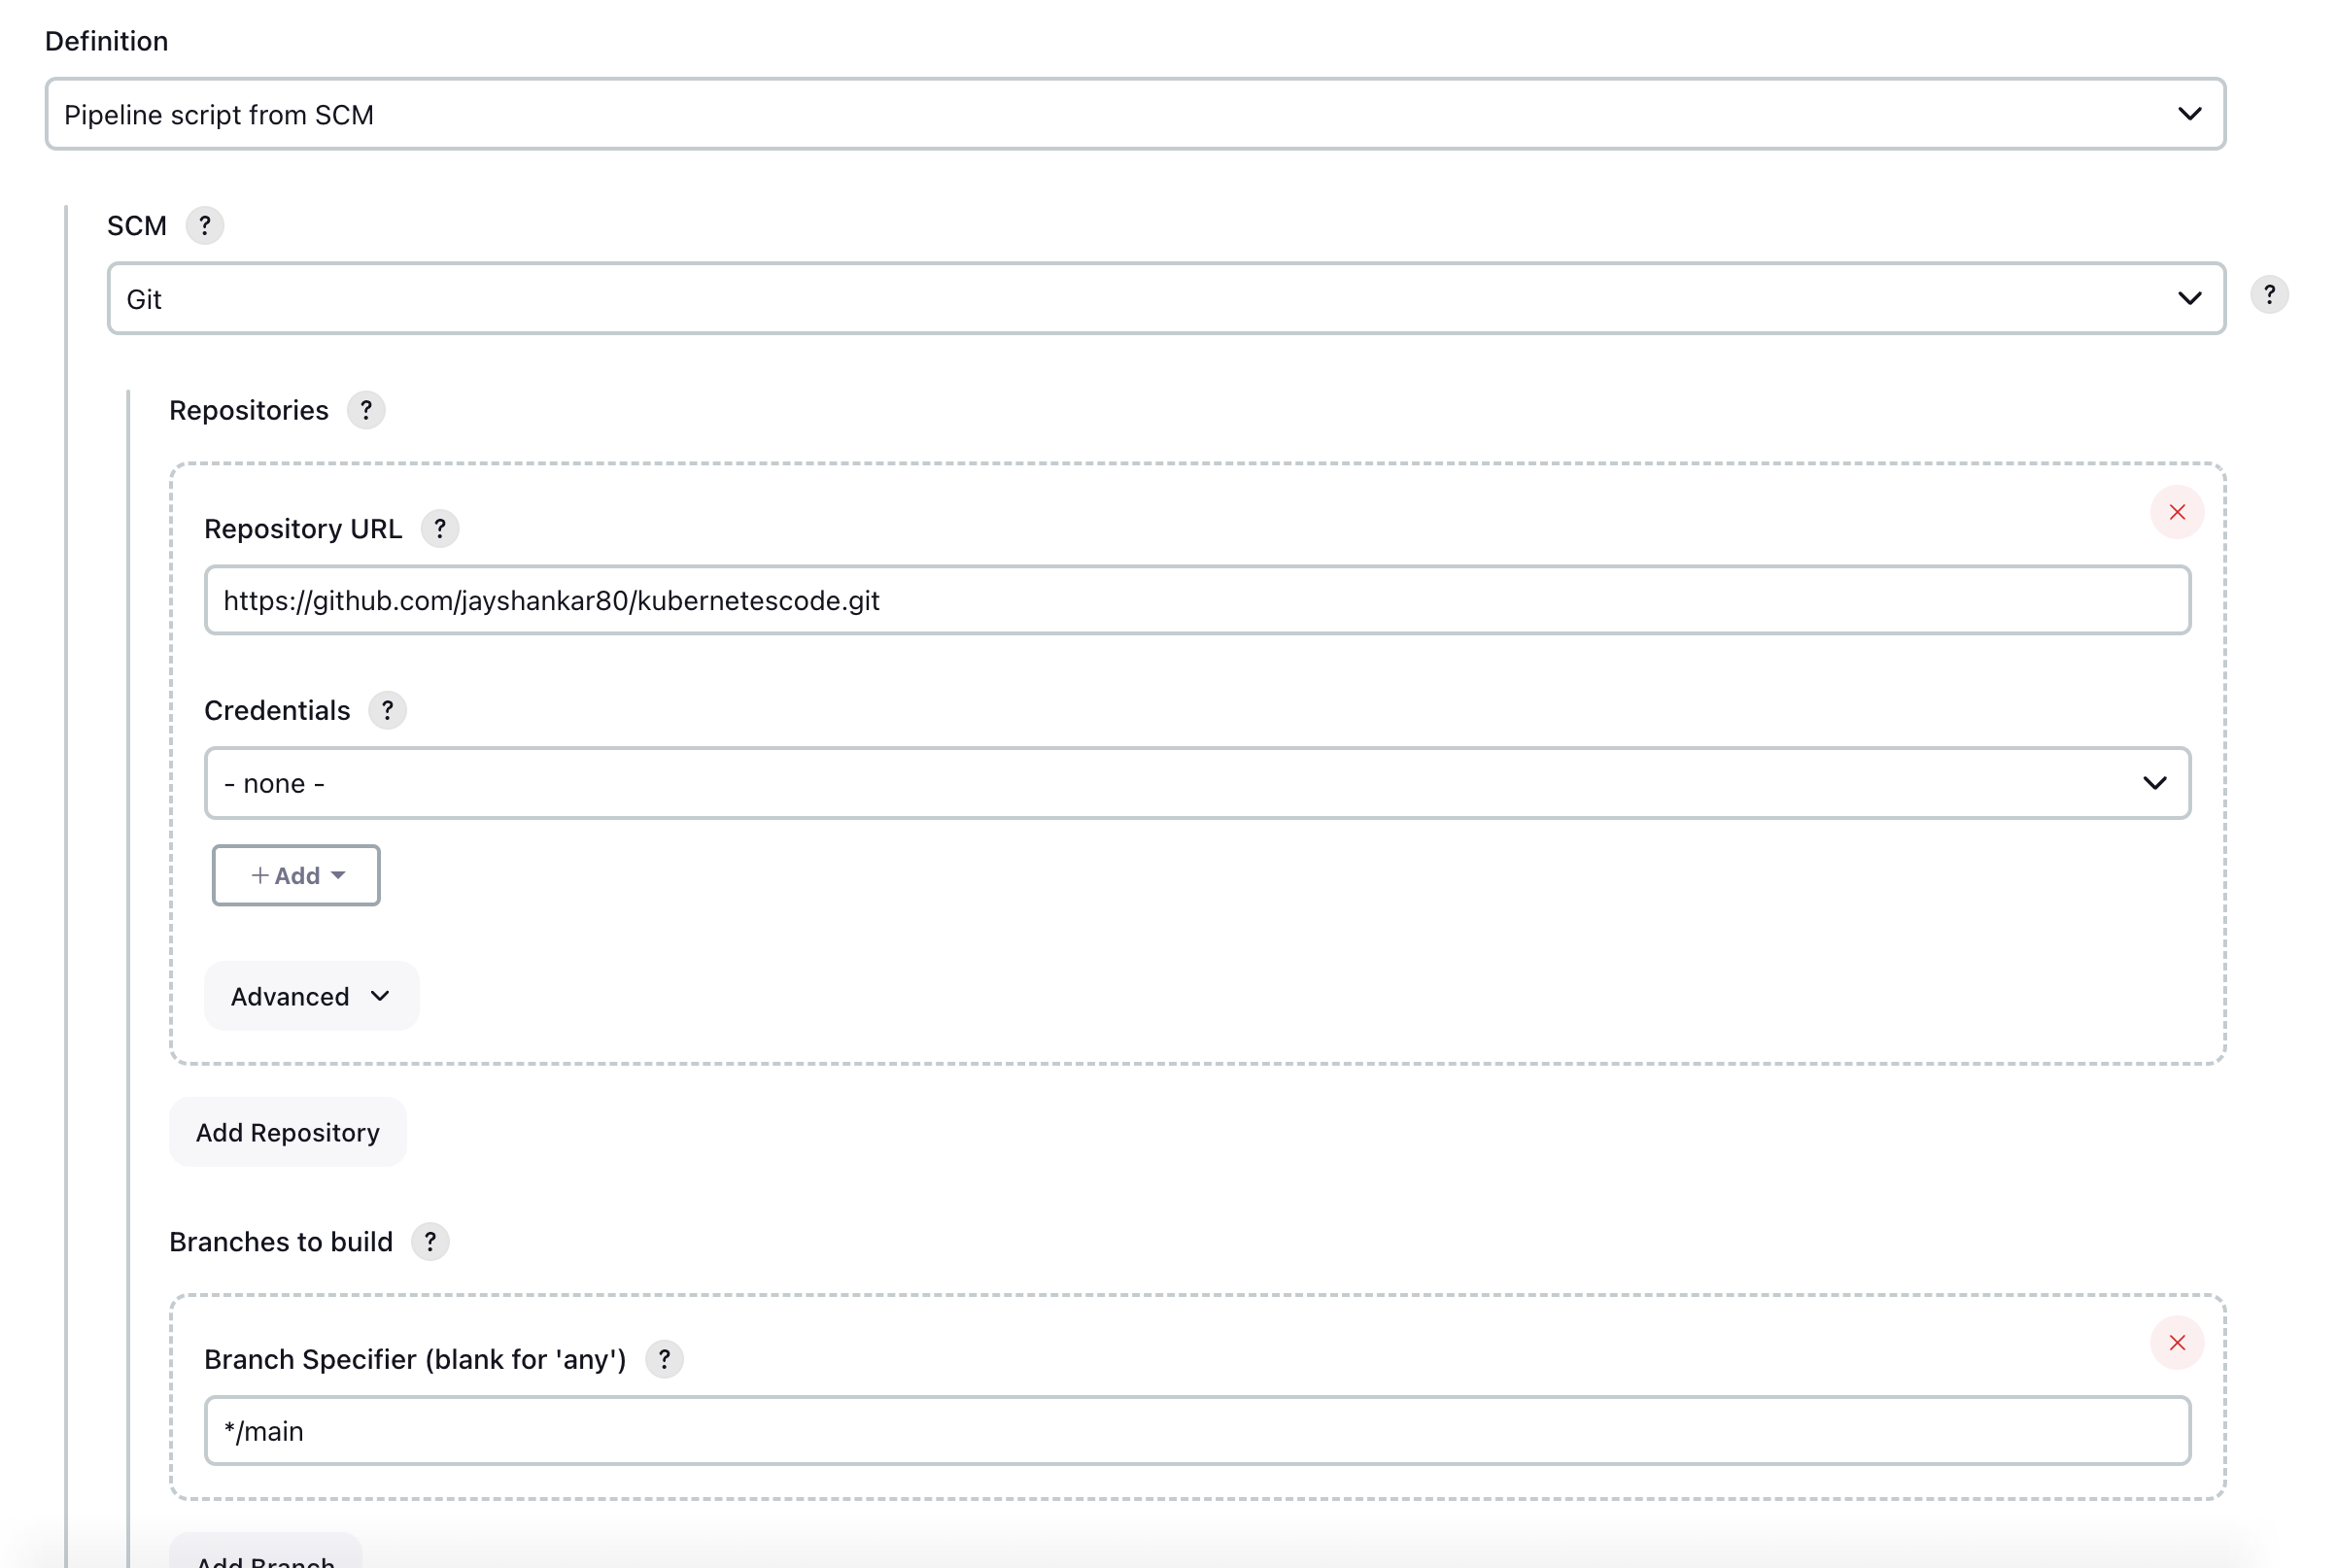 Definition
Pipeline script from SCM
SCM ?
Git
?
Repositories ?
Repository URL ?
https://github.com/jayshankar80/kubernetescode.git
Credentials ?
- none -
+ Add
Advanced
Add Repository
Branches to build ?
Branch Specifier (blank for 'any') ?
*/main
Add Branch